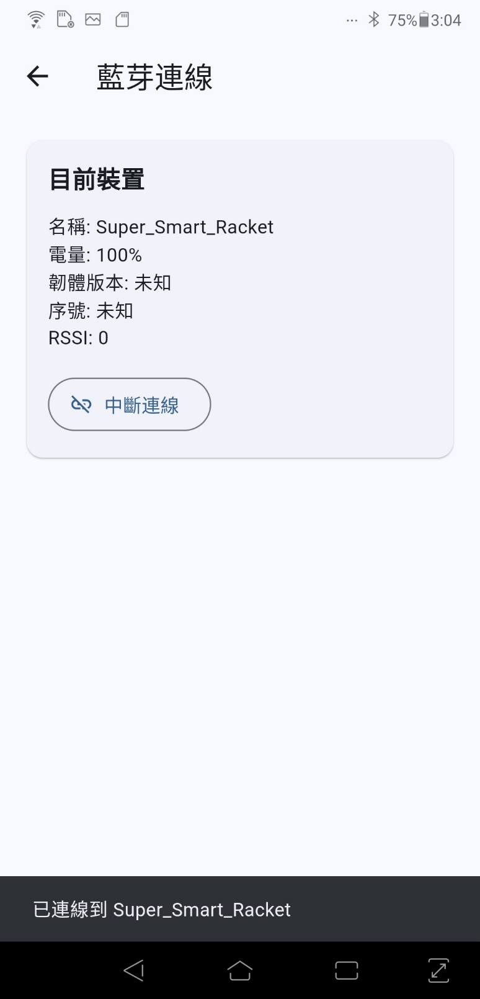 75% 3:04
藍芽連線
目前裝置
名稱: Super_Smart_Racket
電量: 100%
韌體版本: 未知
序號: 未知
RSSI: 0
中斷連線
已連線到 Super_Smart_Racket